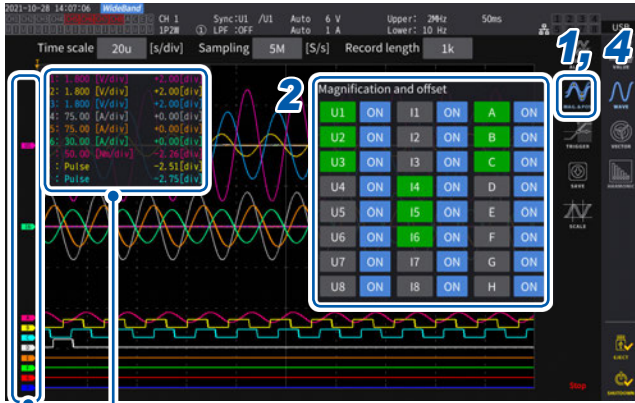 2021-10-28 14:07:06 WideBand CH 1 Sync:U1 /U1 Auto 6 V Upper: 2MHz 50ms
1P2W ① LPF :OFF Auto 1 A Lower: 10 Hz
USB
Time scale 20u [s/div] Sampling 5M [S/s] Record length 1k
1, 4
VALUE
MAG.&POS
WAVE
TRIGGER
VECTOR
SAVE
HARMONIC
SCALE
1: 1.800 [V/div] +2.00[div]
2: 1.800 [V/div] +2.00[div]
3: 1.800 [V/div] +2.00[div]
4: 75.00 [A/div] +0.00[div]
5: 75.00 [A/div] +0.00[div]
6: 30.00 [A/div] +0.00[div]
: 50.00 [Nm/div] -2.26[div]
: Pulse -2.51[div]
: Pulse -2.75[div]
2
Magnification and offset
U1 ON I1 ON A ON
U2 ON I2 ON B ON
U3 ON I3 ON C ON
U4 ON I4 ON D ON
U5 ON I5 ON E ON
U6 ON I6 ON F ON
U7 ON I7 ON G ON
U8 ON I8 ON H ON
EJECT
Stop
SHUTDOWN